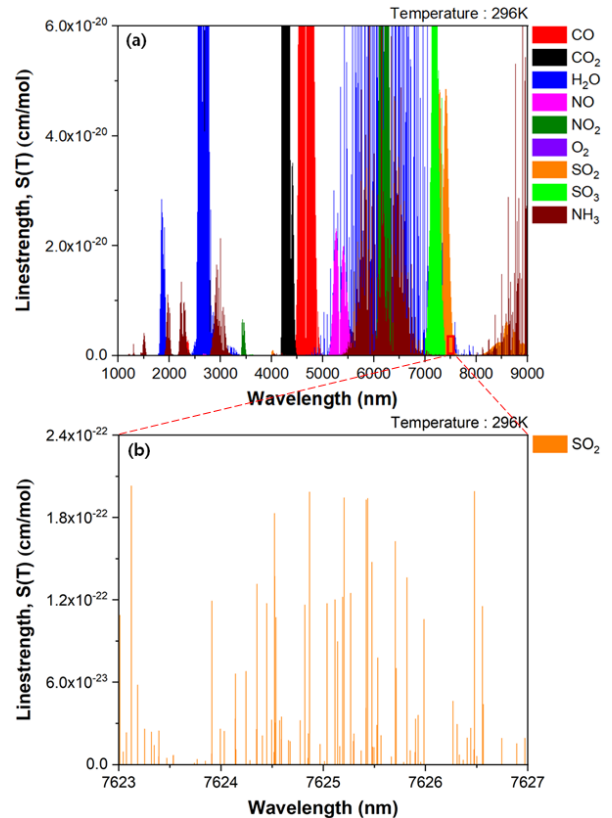 Temperature : 296K
(a)
6.0x10⁻²⁰
4.0x10⁻²⁰
2.0x10⁻²⁰
0.0
Linestrength, S(T) (cm/mol)
1000 2000 3000 4000 5000 6000 7000 8000 9000
Wavelength (nm)
CO
CO₂
H₂O
NO
NO₂
O₂
SO₂
SO₃
NH₃
Temperature : 296K
(b)
2.4x10⁻²²
1.8x10⁻²²
1.2x10⁻²²
6.0x10⁻²³
0.0
Linestrength, S(T) (cm/mol)
7623 7624 7625 7626 7627
Wavelength (nm)
SO₂